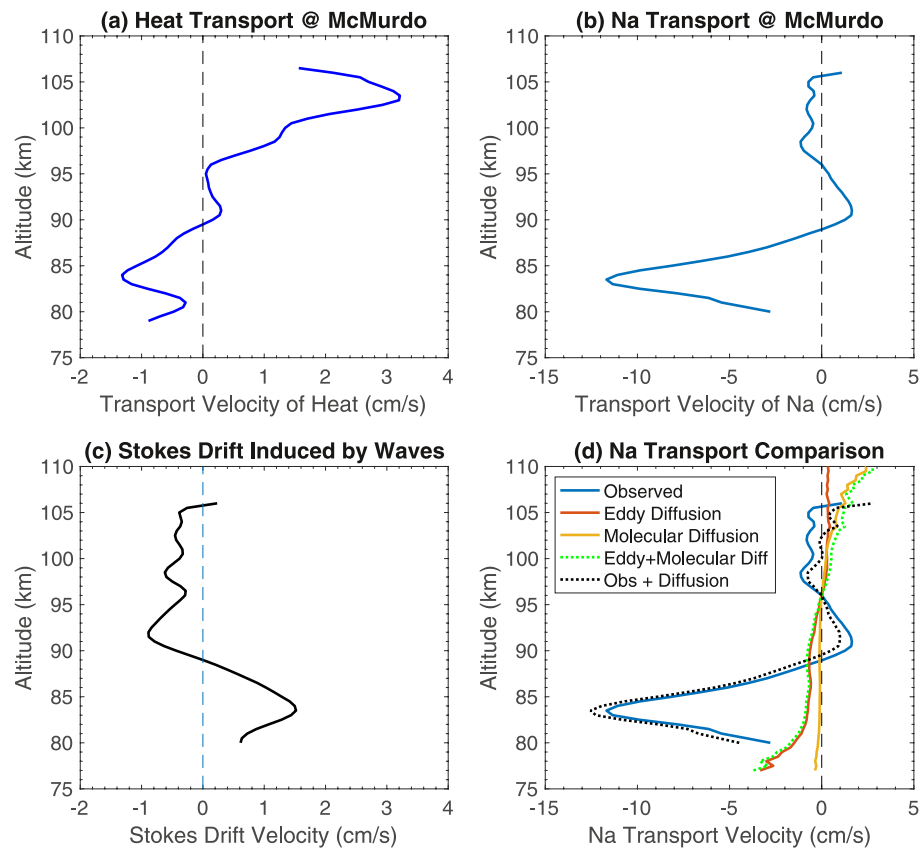 (a) Heat Transport @ McMurdo
110
105
100
95
90
85
80
75
Altitude (km)
-2 -1 0 1 2 3 4
Transport Velocity of Heat (cm/s)
(b) Na Transport @ McMurdo
110
105
100
95
90
85
80
75
Altitude (km)
-15 -10 -5 0 5
Transport Velocity of Na (cm/s)
(c) Stokes Drift Induced by Waves
110
105
100
95
90
85
80
75
Altitude (km)
-2 -1 0 1 2 3 4
Stokes Drift Velocity (cm/s)
(d) Na Transport Comparison
110
105
100
95
90
85
80
75
Altitude (km)
Observed
Eddy Diffusion
Molecular Diffusion
Eddy+Molecular Diff
Obs + Diffusion
-15 -10 -5 0 5
Na Transport Velocity (cm/s)